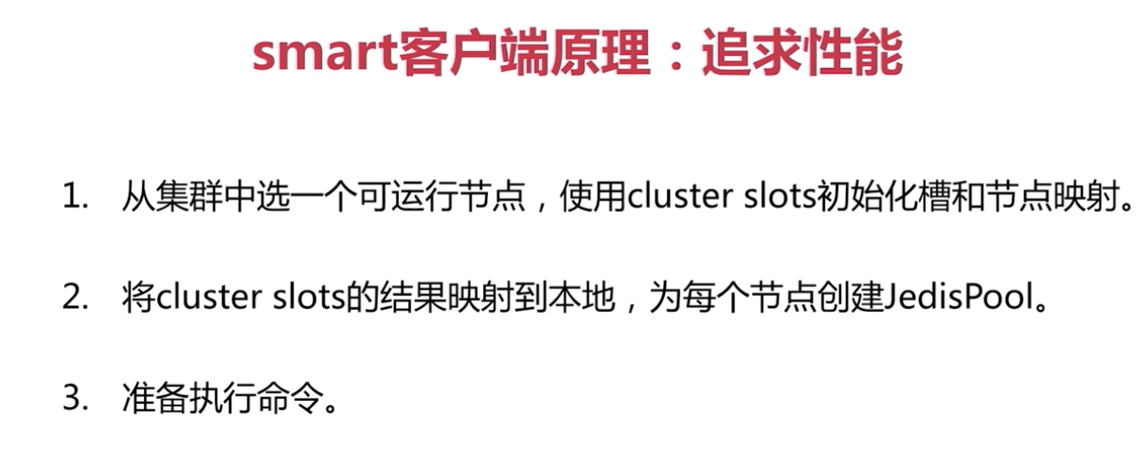 smart客户端原理：追求性能
1. 从集群中选一个可运行节点，使用cluster slots初始化槽和节点映射。
2. 将cluster slots的结果映射到本地，为每个节点创建JedisPool。
3. 准备执行命令。